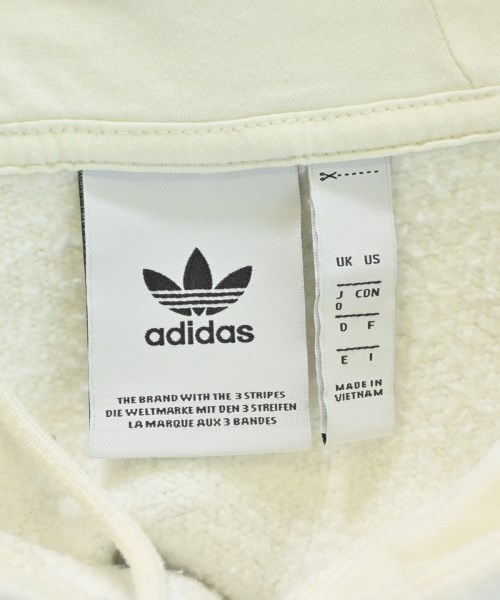 adidas
THE BRAND WITH THE 3 STRIPES
DIE WELTMARKE MIT DEN 3 STREIFEN
LA MARQUE AUX 3 BANDES
UK US
J CDN
O
D F
E I
MADE IN
VIETNAM